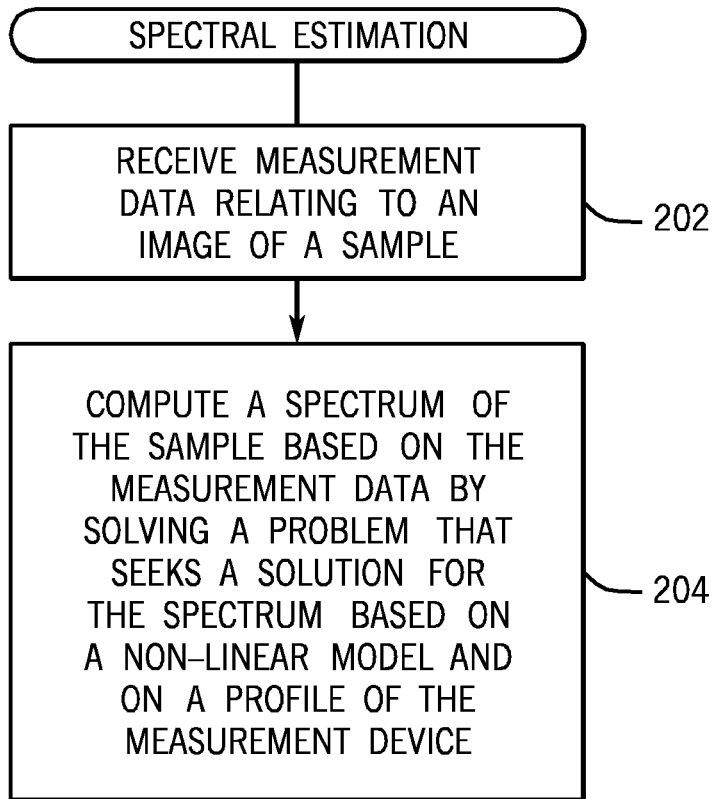 SPECTRAL ESTIMATION
RECEIVE MEASUREMENT
DATA RELATING TO AN
IMAGE OF A SAMPLE
202
COMPUTE A SPECTRUM OF
THE SAMPLE BASED ON THE
MEASUREMENT DATA BY
SOLVING A PROBLEM THAT
SEEKS A SOLUTION FOR
THE SPECTRUM BASED ON
A NON–LINEAR MODEL AND
ON A PROFILE OF THE
MEASUREMENT DEVICE
204